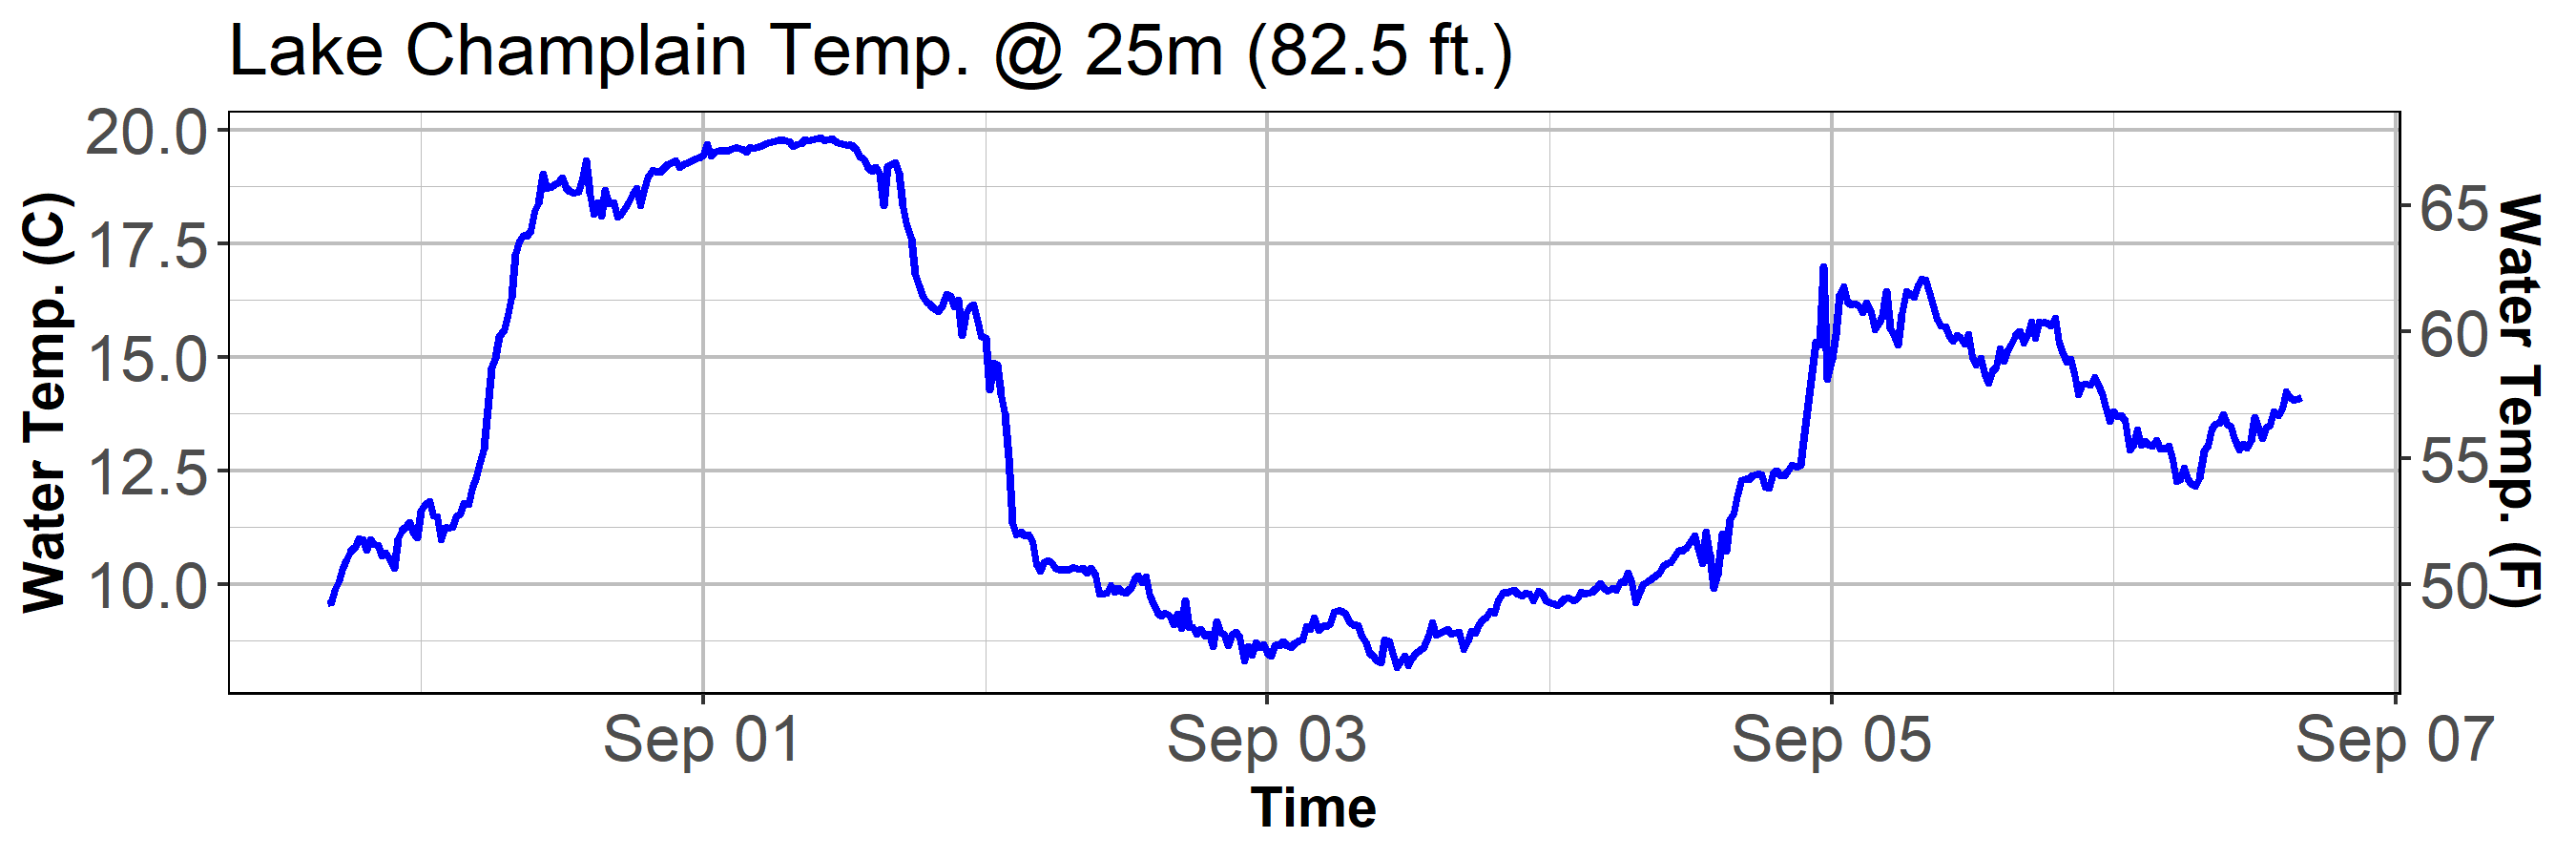 Lake Champlain Temp. @ 25m (82.5 ft.)
Water Temp. (C)
20.0
17.5
15.0
12.5
10.0
65
60
55
50
Water Temp. (F)
Sep 01
Sep 03
Sep 05
Sep 07
Time